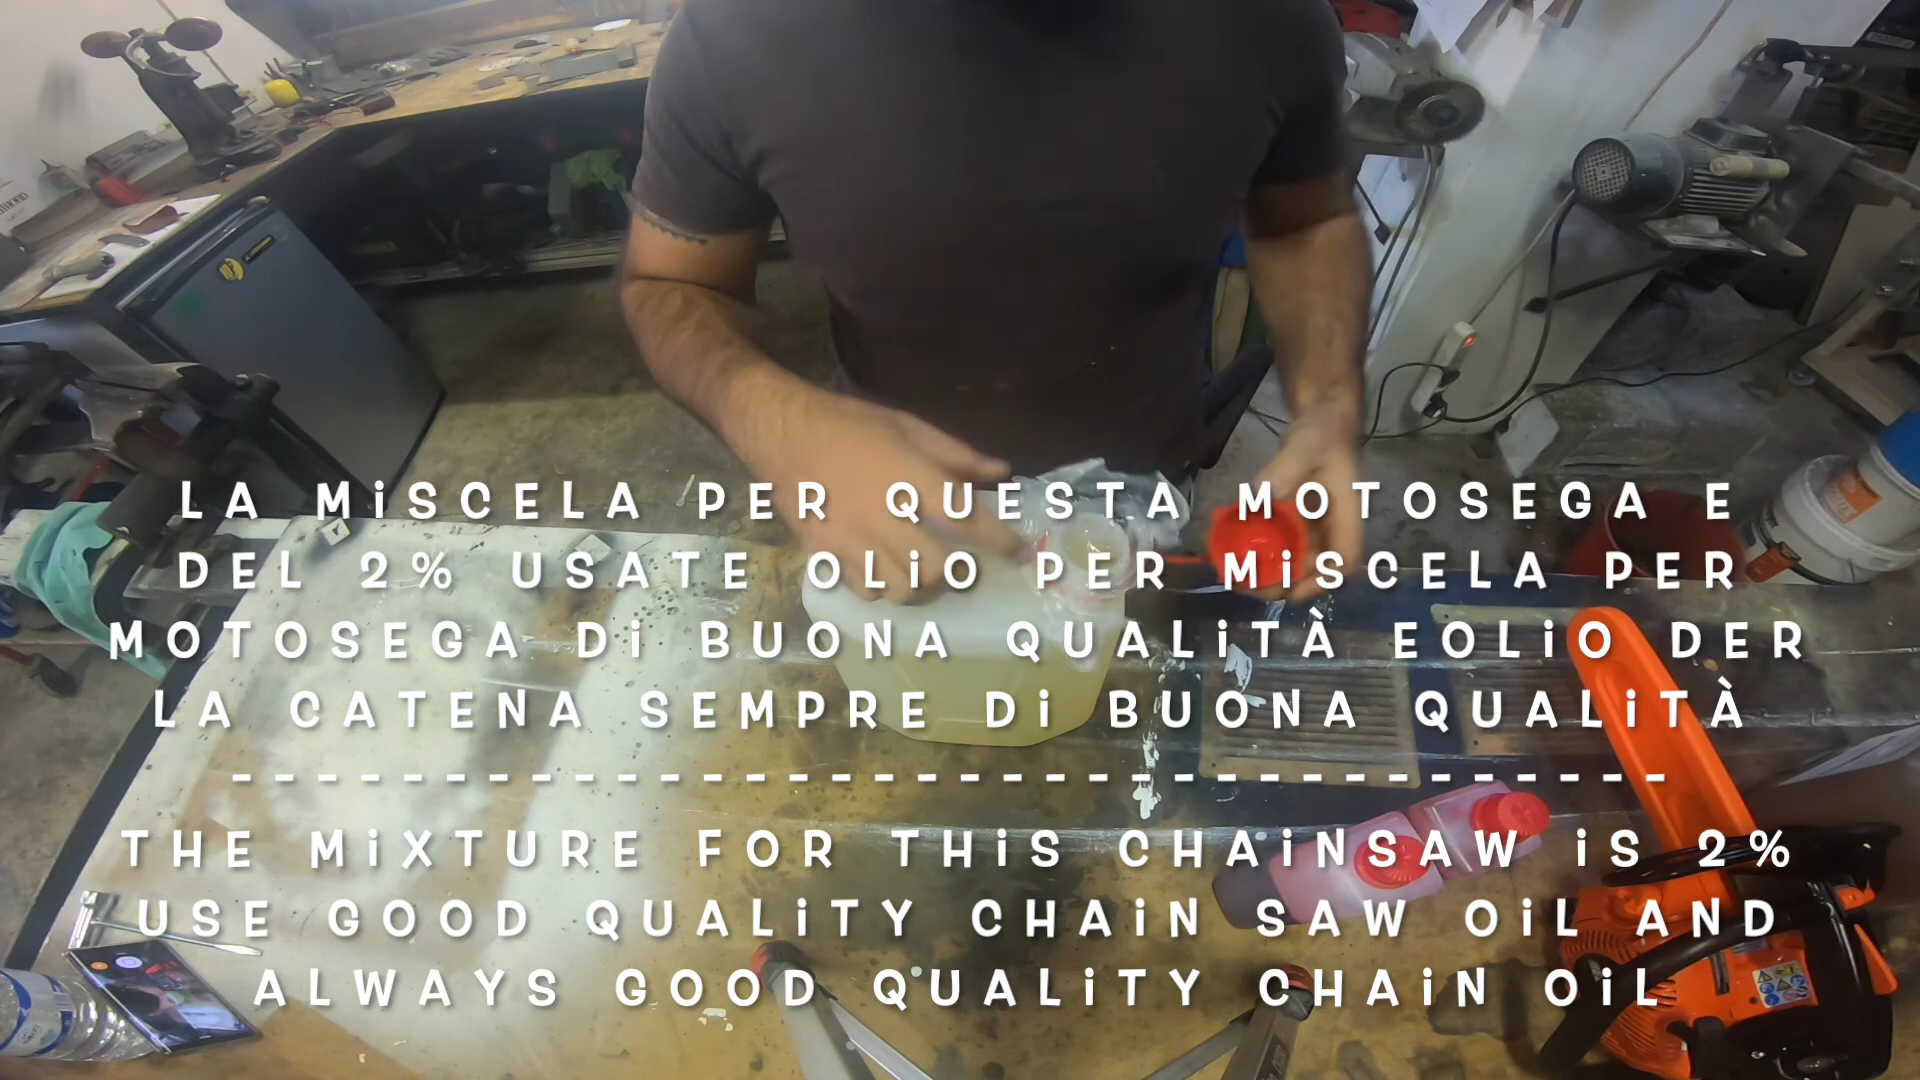 LA MiSCELA PER QUESTA MOTOSEGA E
DEL 2% USATE OLiO PER MiSCELA PER
MOTOSEGA Di BUONA QUALiTÀ EOLiO DER
LA CATENA SEMPRE Di BUONA QUALiTÀ
----------------------------------
THE MiXTURE FOR THiS CHAiNSAW iS 2%
USE GOOD QUALiTY CHAiN SAW OiL AND
ALWAYS GOOD QUALiTY CHAiN OiL